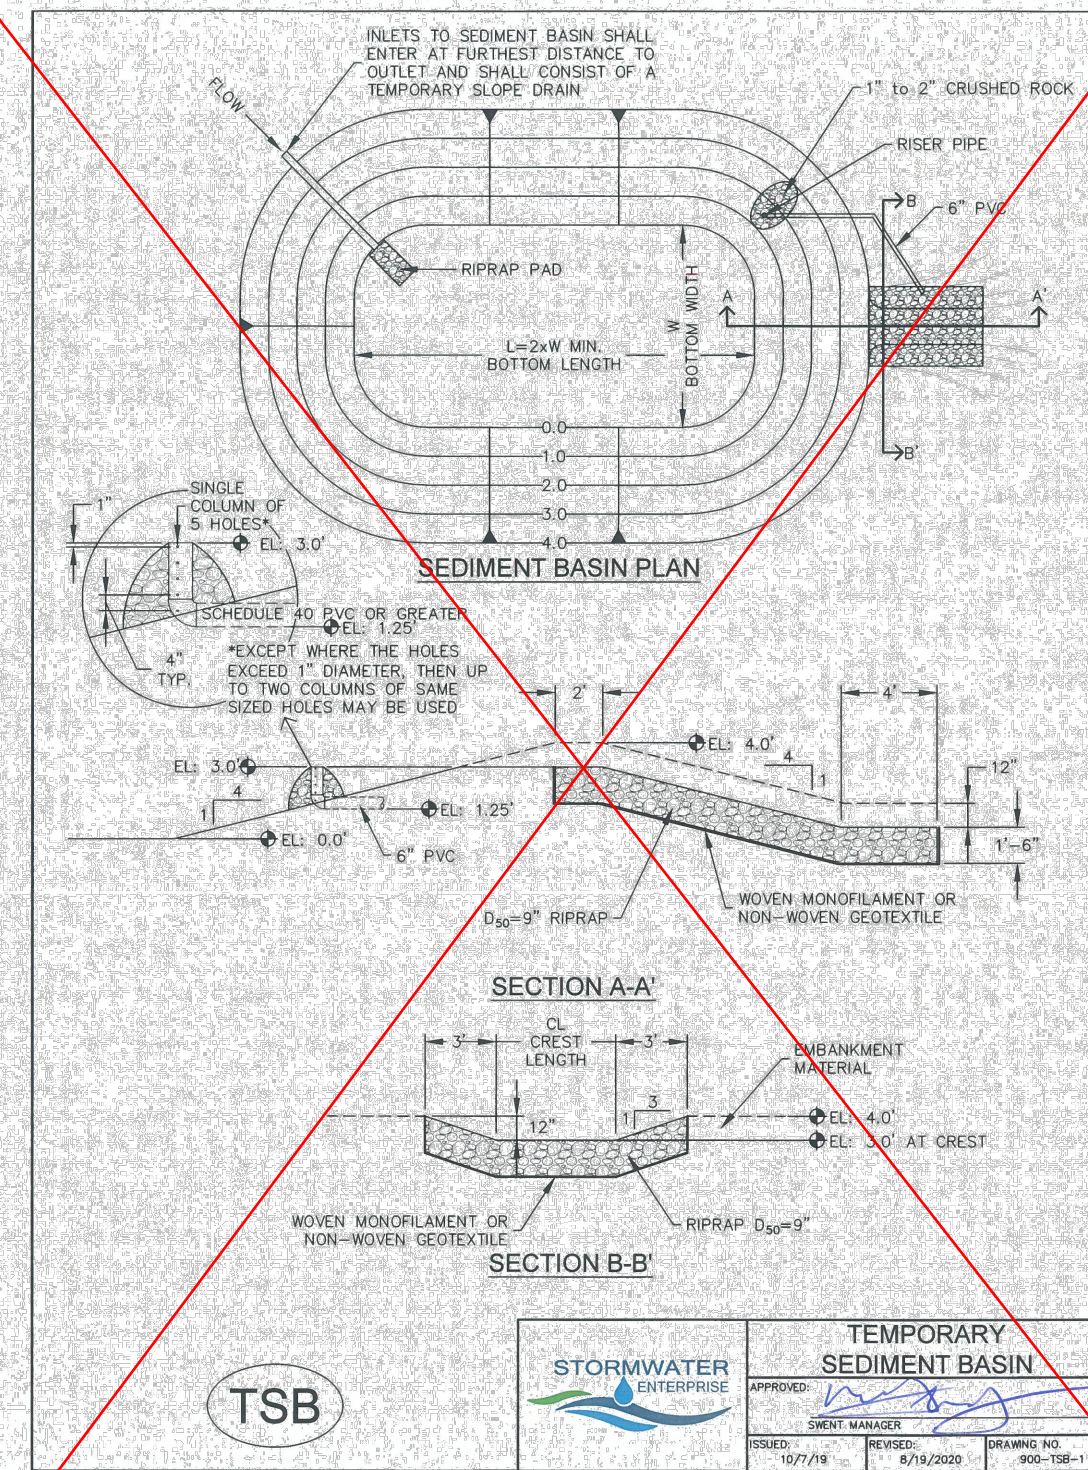 INLETS TO SEDIMENT BASIN SHALL
ENTER AT FURTHEST DISTANCE TO
OUTLET AND SHALL CONSIST OF A
TEMPORARY SLOPE DRAIN
FLOW
1" to 2" CRUSHED ROCK
RISER PIPE
B
6" PVC
RIPRAP PAD
W
BOTTOM WIDTH
A
A'
L=2xW MIN.
BOTTOM LENGTH
0.0
1.0
2.0
3.0
4.0
B'
SEDIMENT BASIN PLAN
1"
SINGLE
COLUMN OF
5 HOLES*
EL: 3.0'
SCHEDULE 40 PVC OR GREATER
EL: 1.25'
4"
TYP.
*EXCEPT WHERE THE HOLES
EXCEED 1" DIAMETER, THEN UP
TO TWO COLUMNS OF SAME
SIZED HOLES MAY BE USED
2'
4'
EL: 4.0'
EL: 3.0'
4
1
4
1
12"
EL: 1.25'
EL: 0.0'
6" PVC
1'-6"
D50=9" RIPRAP
WOVEN MONOFILAMENT OR
NON-WOVEN GEOTEXTILE
SECTION A-A'
3'
CL
CREST
LENGTH
3'
EMBANKMENT
MATERIAL
12"
3
1
EL: 4.0'
EL: 3.0' AT CREST
WOVEN MONOFILAMENT OR
NON-WOVEN GEOTEXTILE
RIPRAP D50=9"
SECTION B-B'
TSB
STORMWATER
ENTERPRISE
TEMPORARY
SEDIMENT BASIN
APPROVED:
SWENT MANAGER
ISSUED:
10/7/19
REVISED:
8/19/2020
DRAWING NO.
900-TSB-1